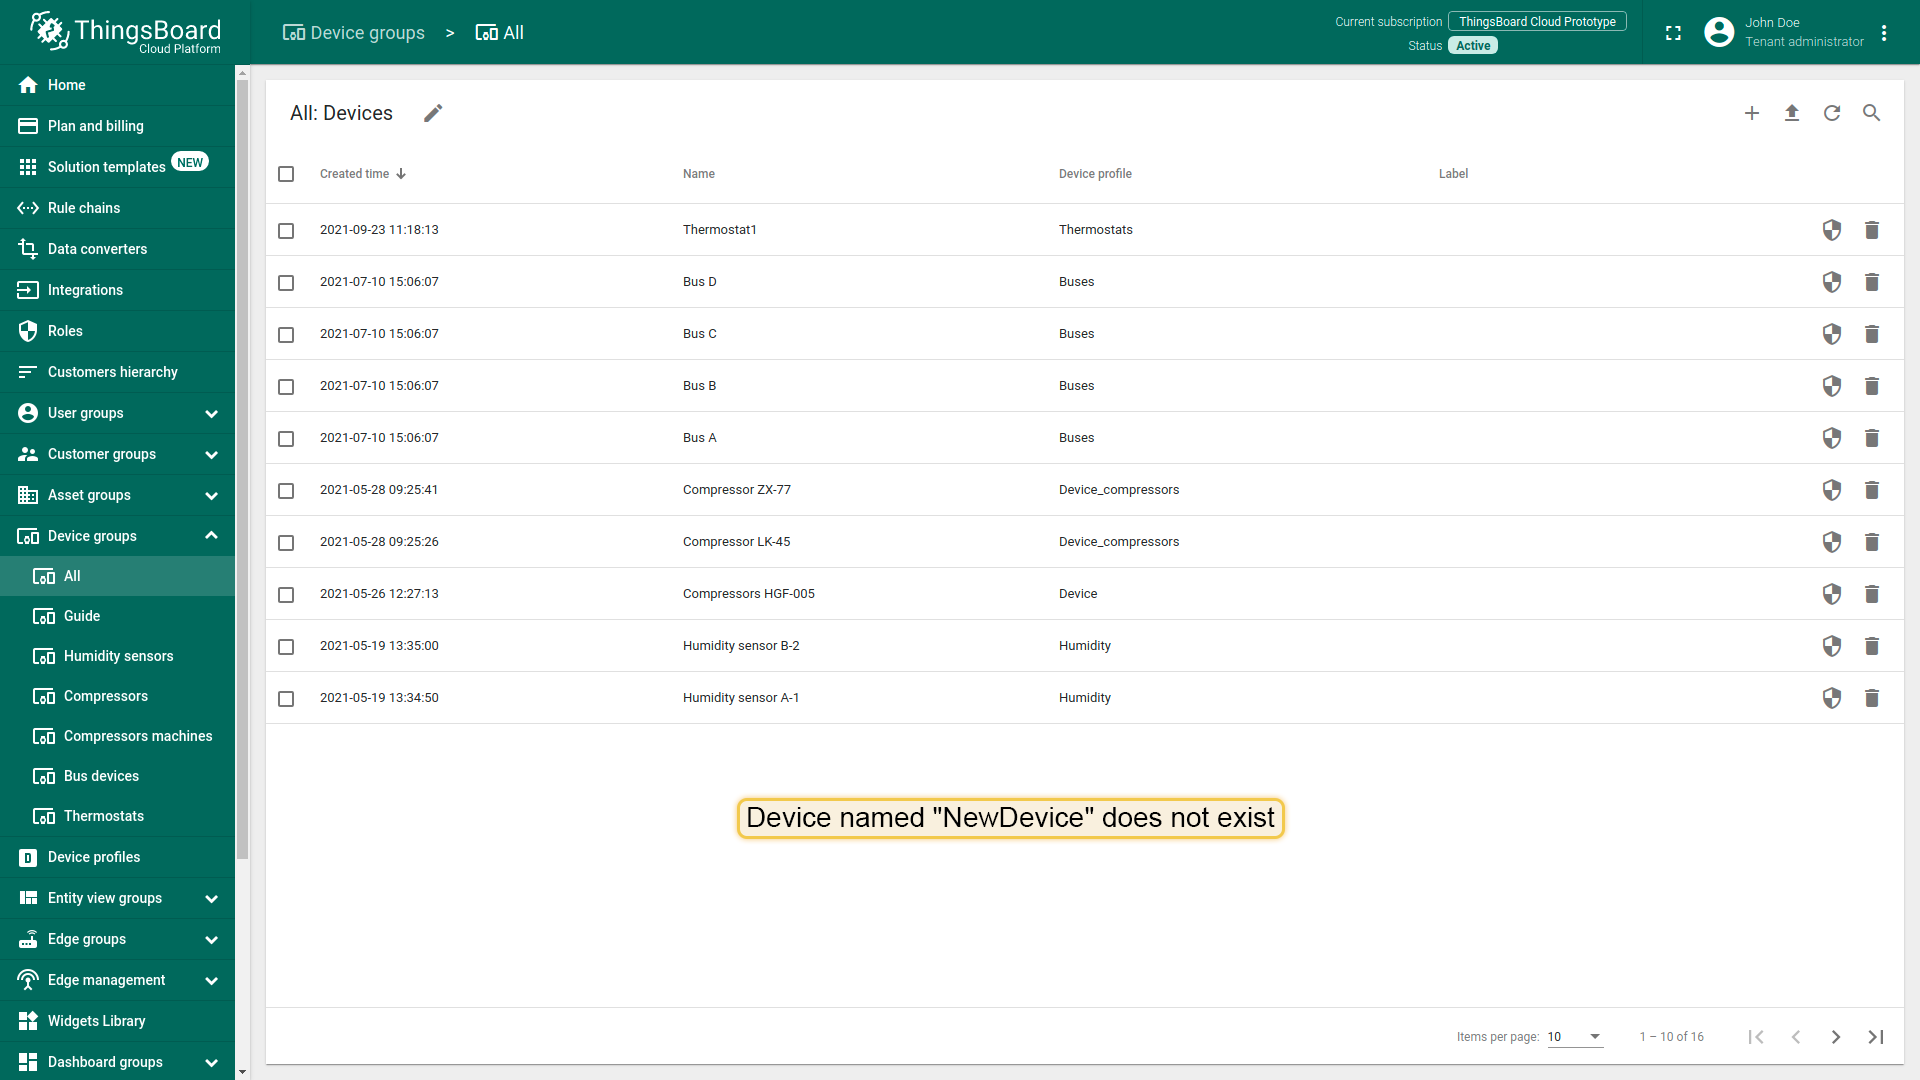 ThingsBoard
Cloud Platform
Device groups > All
Current subscription ThingsBoard Cloud Prototype
Status Active
John Doe
Tenant administrator
Home
Plan and billing
Solution templates NEW
Rule chains
Data converters
Integrations
Roles
Customers hierarchy
User groups
Customer groups
Asset groups
Device groups
All
Guide
Humidity sensors
Compressors
Compressors machines
Bus devices
Thermostats
Device profiles
Entity view groups
Edge groups
Edge management
Widgets Library
Dashboard groups
All: Devices
Created time Name Device profile Label
2021-09-23 11:18:13 Thermostat1 Thermostats
2021-07-10 15:06:07 Bus D Buses
2021-07-10 15:06:07 Bus C Buses
2021-07-10 15:06:07 Bus B Buses
2021-07-10 15:06:07 Bus A Buses
2021-05-28 09:25:41 Compressor ZX-77 Device_compressors
2021-05-28 09:25:26 Compressor LK-45 Device_compressors
2021-05-26 12:27:13 Compressors HGF-005 Device
2021-05-19 13:35:00 Humidity sensor B-2 Humidity
2021-05-19 13:34:50 Humidity sensor A-1 Humidity
Device named "NewDevice" does not exist
Items per page: 10 1 – 10 of 16